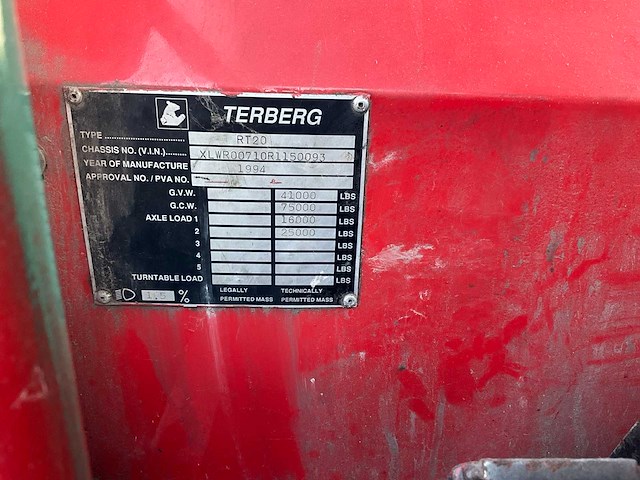 TERBERG
TYPE ........................ RT20
CHASSIS NO. (V.I.N.)........ XLWR00710R1150093
YEAR OF MANUFACTURE 1994
APPROVAL NO. / PVA NO.
G.V.W. 41000 LBS
G.C.W. 75000 LBS
AXLE LOAD 1 16000 LBS
2 25000 LBS
3 LBS
4 LBS
5 LBS
TURNTABLE LOAD LBS
1.5 %
LEGALLY PERMITTED MASS
TECHNICALLY PERMITTED MASS